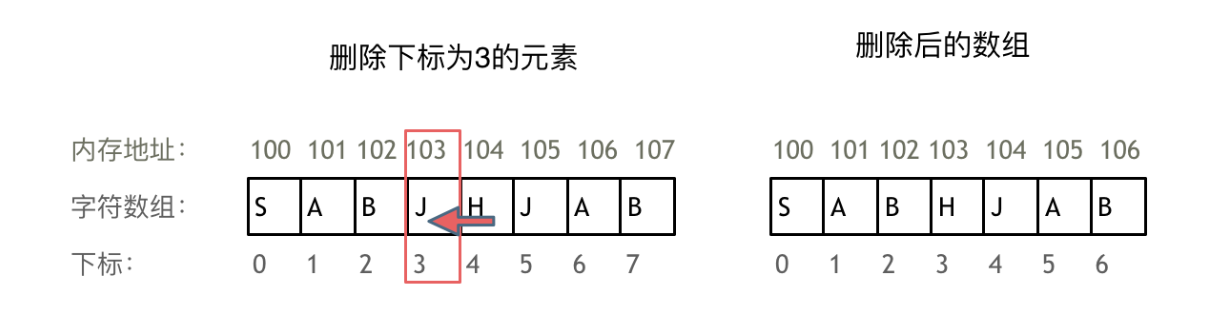 删除下标为3的元素
删除后的数组
内存地址: 100 101 102 103 104 105 106 107 100 101 102 103 104 105 106
字符数组: S A B J H J A B S A B H J A B
下标: 0 1 2 3 4 5 6 7 0 1 2 3 4 5 6